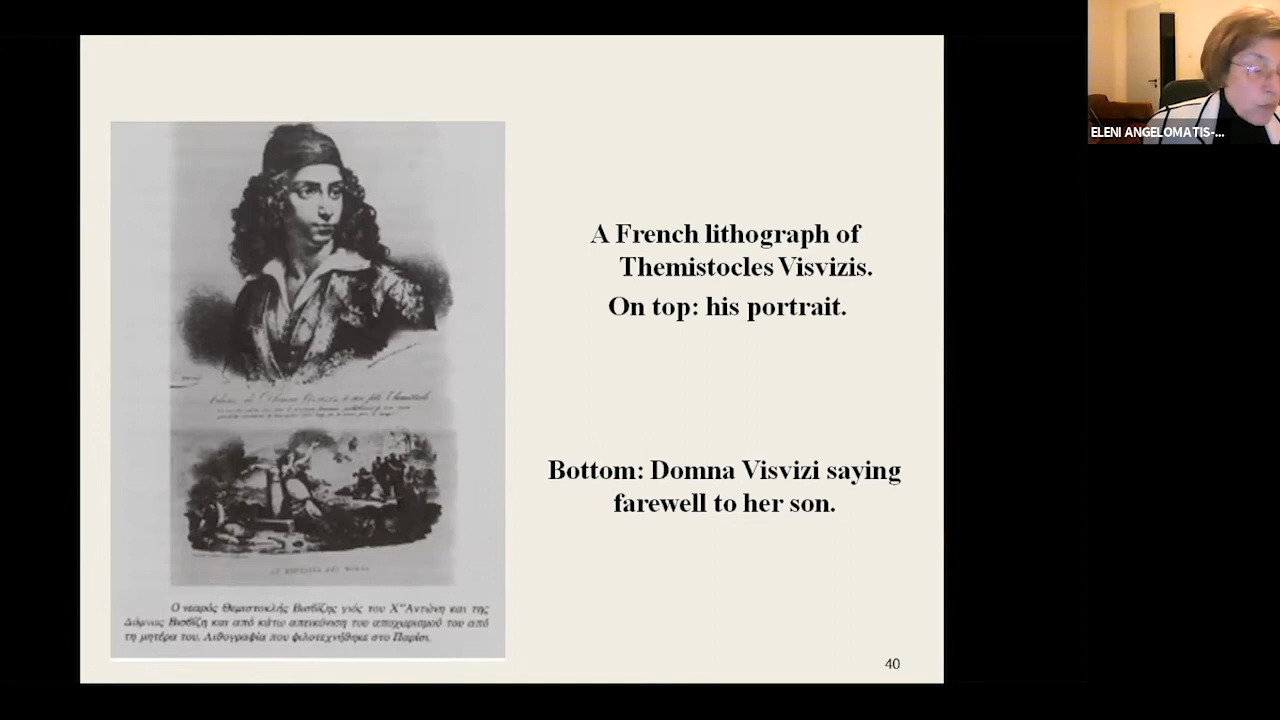 ELENI ANGELOMATIS-...
A French lithograph of
Themistocles Visvizis.
On top: his portrait.
Bottom: Domna Visvizi saying
farewell to her son.
Ο νεαρός Θεμιστοκλής Βισβίζης γιός του Χ" Αντώνη και της
Δόμνας Βισβίζη και από κάτω απεικόνιση του αποχωρισμού του από
τη μητέρα του. Λιθογραφία που φιλοτεχνήθηκε στο Παρίσι.
40